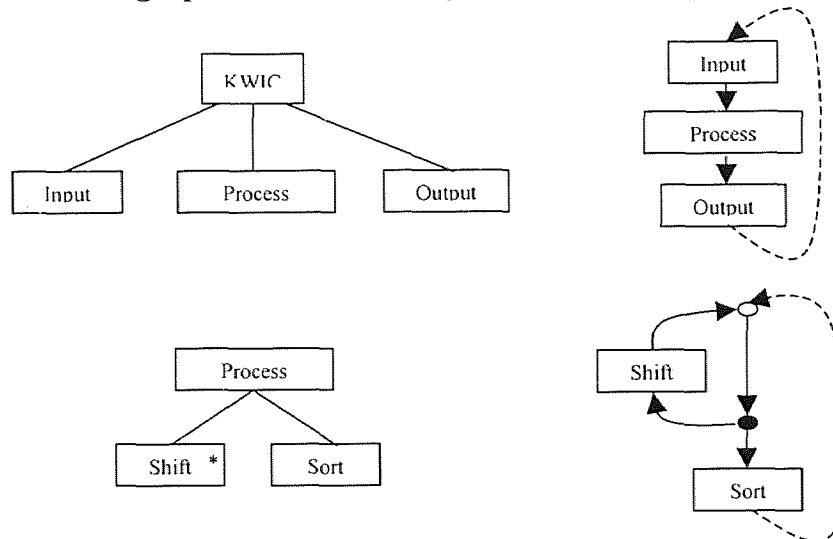 KWIC
Input
Process
Output
Input
Process
Output
Process
Shift *
Sort
Shift
Sort